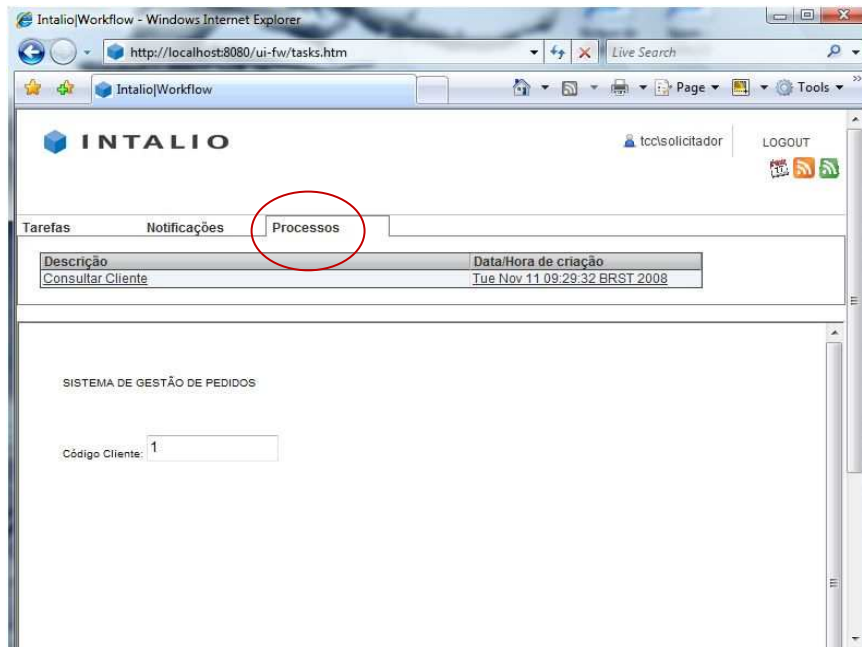 Intalio|Workflow - Windows Internet Explorer
http://localhost:8080/ui-fw/tasks.htm
Live Search
Intalio|Workflow
Page
Tools
INTALIO
tcc\solicitador
LOGOUT
Tarefas Notificações Processos
Descrição Data/Hora de criação
Consultar Cliente Tue Nov 11 09:29:32 BRST 2008
SISTEMA DE GESTÃO DE PEDIDOS
Código Cliente: 1